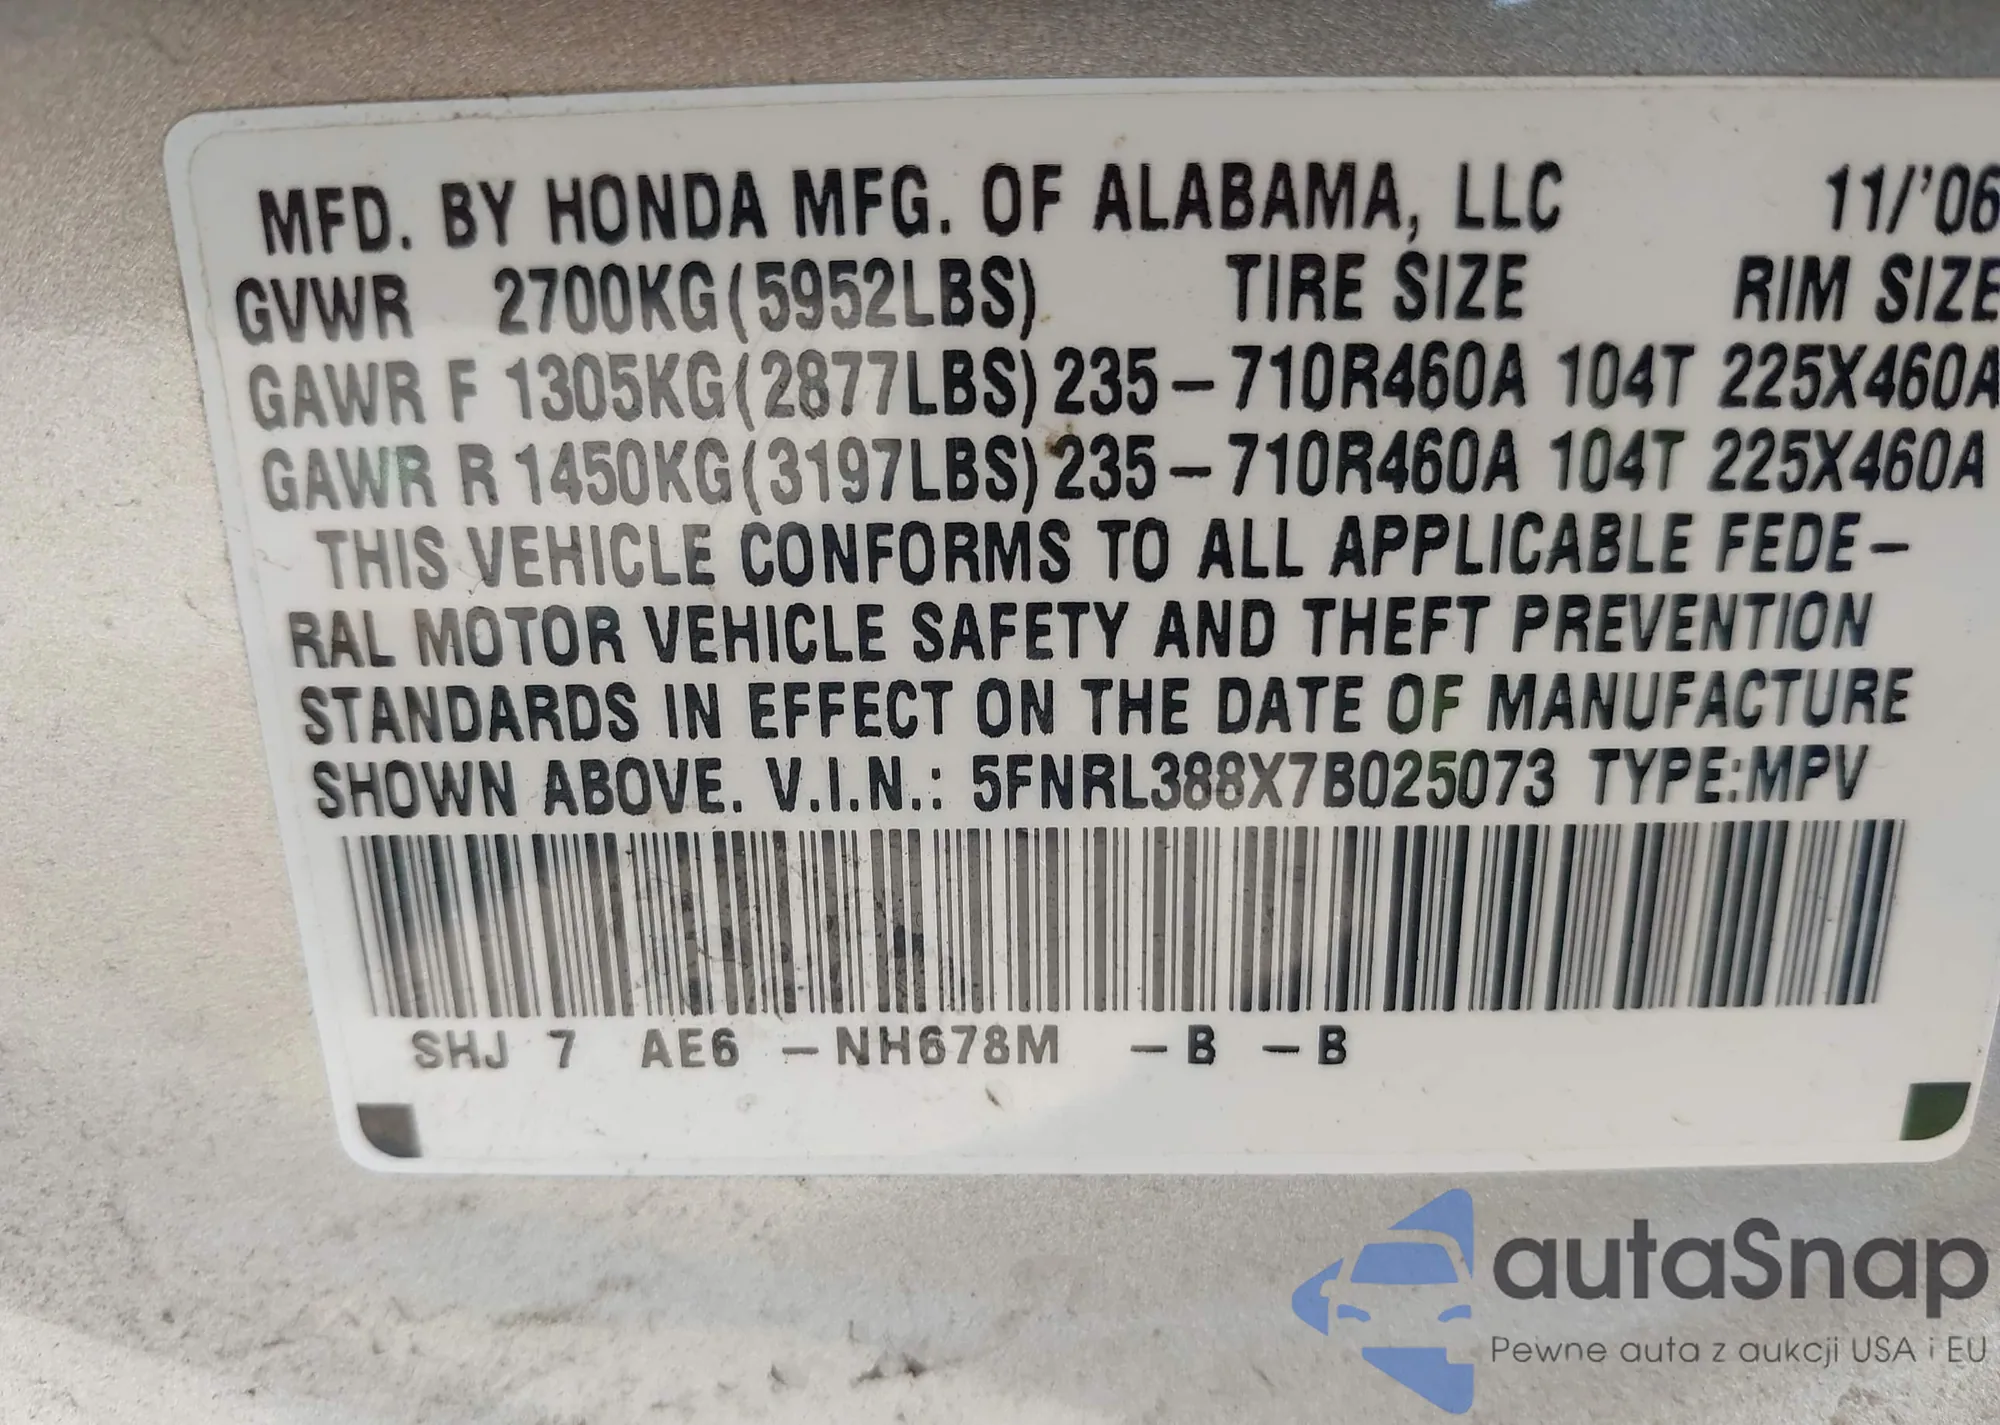 MFD. BY HONDA MFG. OF ALABAMA, LLC 11/'06
GVWR 2700KG(5952LBS) TIRE SIZE RIM SIZE
GAWR F 1305KG(2877LBS) 235-710R460A 104T 225X460A
GAWR R 1450KG(3197LBS) 235-710R460A 104T 225X460A
THIS VEHICLE CONFORMS TO ALL APPLICABLE FEDE-
RAL MOTOR VEHICLE SAFETY AND THEFT PREVENTION
STANDARDS IN EFFECT ON THE DATE OF MANUFACTURE
SHOWN ABOVE. V.I.N.: 5FNRL388X7B025073 TYPE:MPV
SHJ 7 AE6 -NH678M -B -B
autaSnap
Pewne auta z aukcji USA i EU